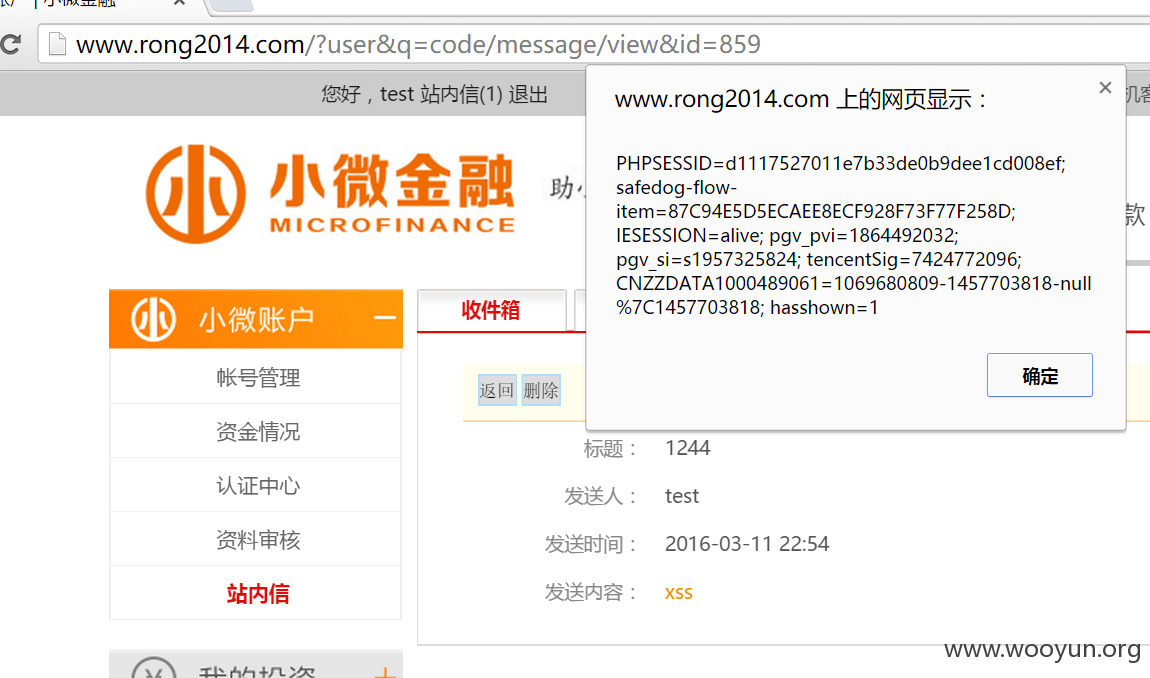 小微金融
www.rong2014.com/?user&q=code/message/view&id=859
您好，test 站内信(1) 退出
www.rong2014.com 上的网页显示：
PHPSESSID=d1117527011e7b33de0b9dee1cd008ef;
safedog-flow-
item=87C94E5D5ECAEE8ECF928F73F77F258D;
IESESSION=alive; pgv_pvi=1864492032;
pgv_si=s1957325824; tencentSig=7424772096;
CNZZDATA1000489061=1069680809-1457703818-null
%7C1457703818; hasshown=1
确定
小微金融
MICROFINANCE
助小
款
小微账户
帐号管理
资金情况
认证中心
资料审核
站内信
我的投资
收件箱
返回 删除
标题： 1244
发送人： test
发送时间： 2016-03-11 22:54
发送内容： xss
www.wooyun.org